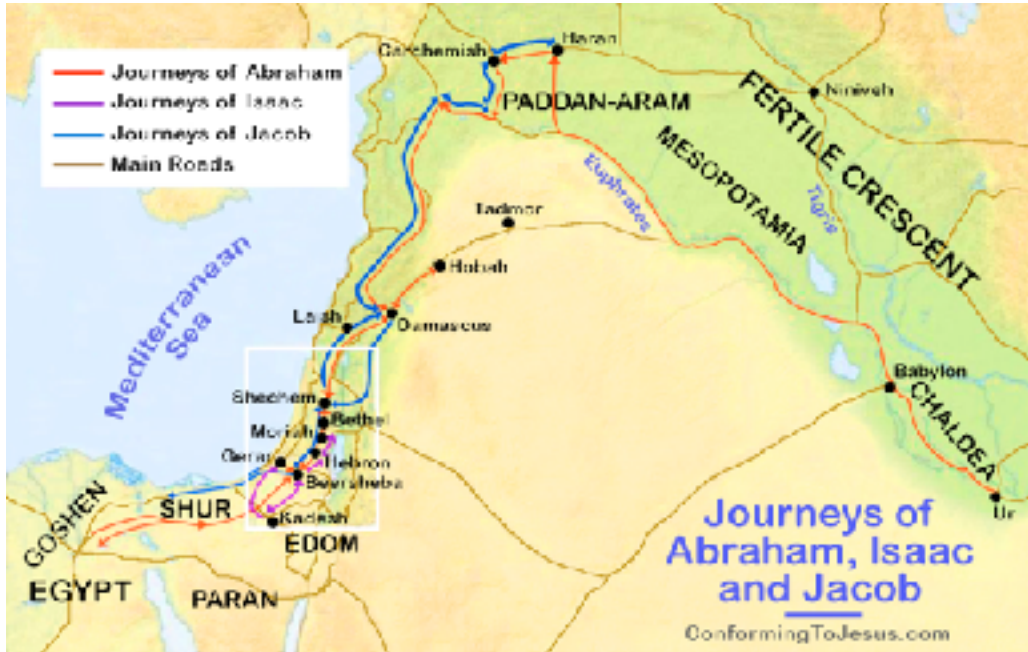 Journeys of Abraham
Journeys of Isaac
Journeys of Jacob
Main Roads
Carchemish
Haran
Ninivah
PADDAN-ARAM
FERTILE CRESCENT
MESOPOTAMIA
Euphrates
Tigris
Tadmor
Hobah
Mediterranean
Sea
Laish
Damascus
Shechem
Bethel
Moriah
Gerar
Hebron
Beersheba
Babylon
CHALDEA
Ur
GOSHEN
SHUR
Kadesh
EDOM
EGYPT
PARAN
Journeys of
Abraham, Isaac
and Jacob
ConformingToJesus.com